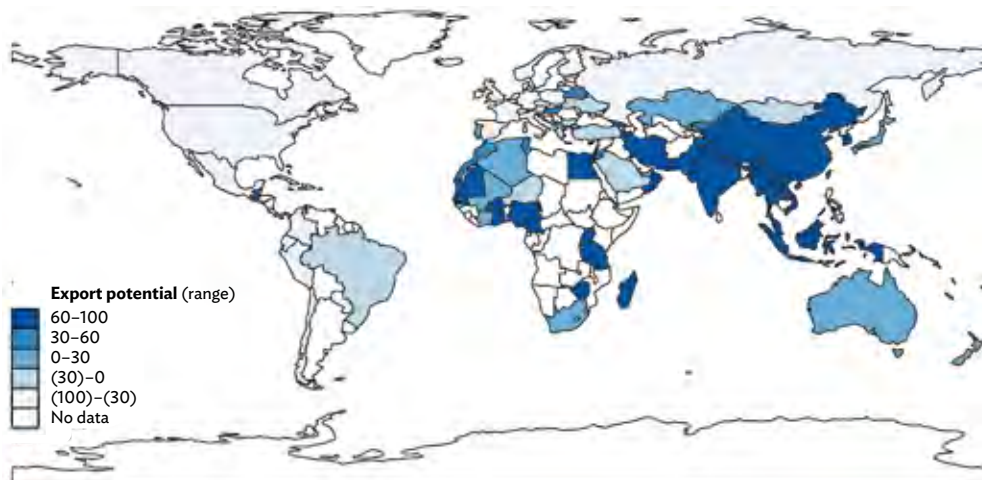 Export potential (range)
60–100
30–60
0–30
(30)–0
(100)–(30)
No data